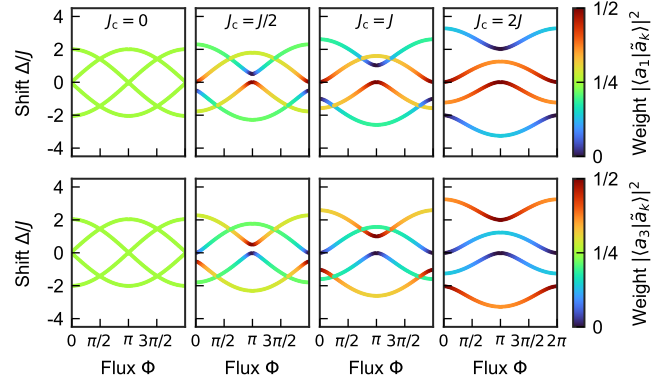 J_c = 0
J_c = J/2
J_c = J
J_c = 2J
Shift Δ/J
4
2
0
-2
-4
1/2
1/4
0
Weight |⟨a_1|ã_k⟩|^2
Shift Δ/J
4
2
0
-2
-4
1/2
1/4
0
Weight |⟨a_3|ã_k⟩|^2
0 π/2 π 3π/2 0 π/2 π 3π/2 0 π/2 π 3π/2 0 π/2 π 3π/2 2π
Flux Φ Flux Φ Flux Φ Flux Φ